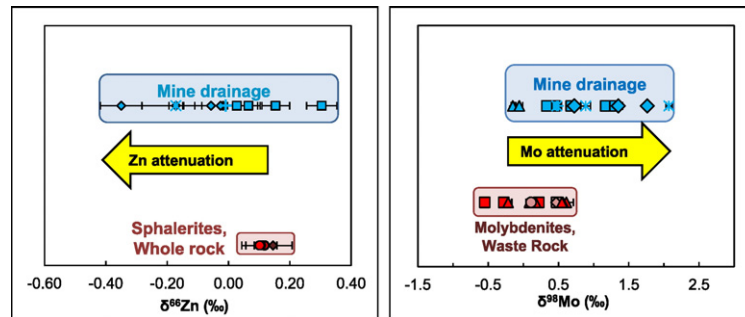 Mine drainage
Zn attenuation
Sphalerites,
Whole rock
-0.60 -0.40 -0.20 0.00 0.20 0.40
δ66Zn (‰)
Mine drainage
Mo attenuation
Molybdenites,
Waste Rock
-1.5 -0.5 0.5 1.5 2.5
δ98Mo (‰)